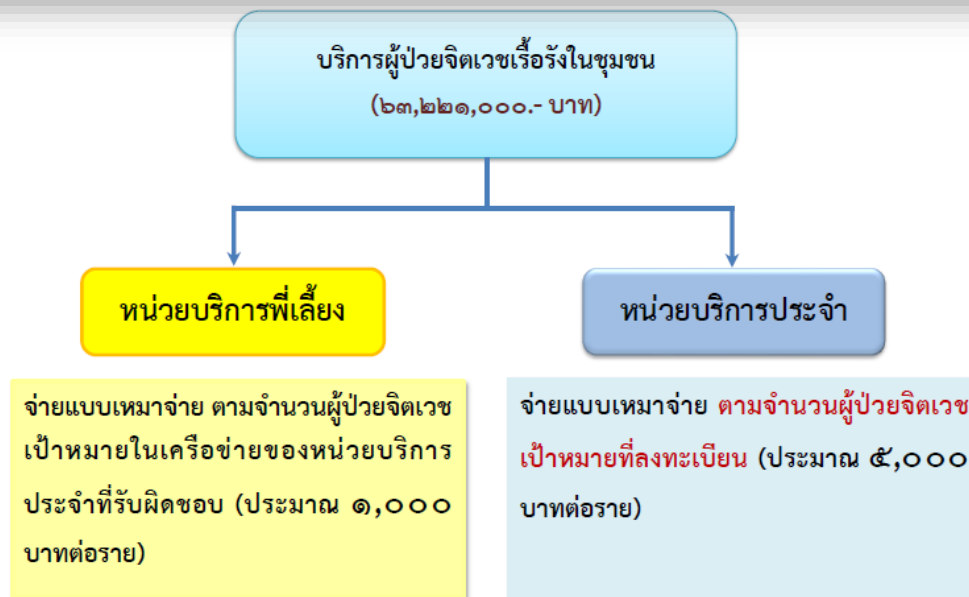 บริการผู้ป่วยจิตเวชเรื้อรังในชุมชน
(๖๓,๒๒๑,๐๐๐.- บาท)
หน่วยบริการพี่เลี้ยง
จ่ายแบบเหมาจ่าย ตามจำนวนผู้ป่วยจิตเวช
เป้าหมายในเครือข่ายของหน่วยบริการ
ประจำที่รับผิดชอบ (ประมาณ ๑,๐๐๐
บาทต่อราย)
หน่วยบริการประจำ
จ่ายแบบเหมาจ่าย ตามจำนวนผู้ป่วยจิตเวช
เป้าหมายที่ลงทะเบียน (ประมาณ ๕,๐๐๐
บาทต่อราย)